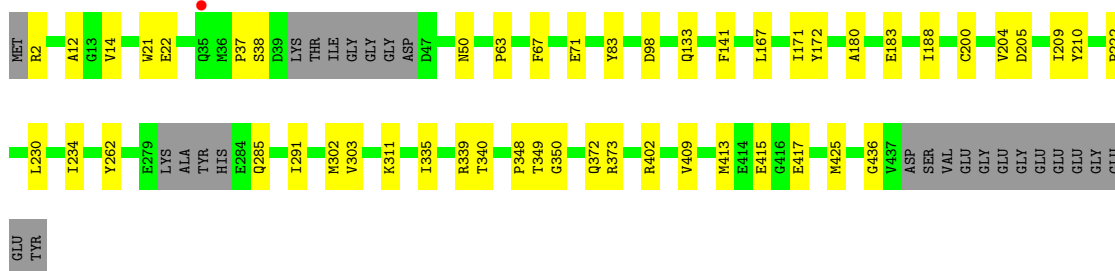 MET R2 A12 G13 V14 W21 E22 Q35 M36 P37 S38 D39 LYS THR ILE GLY GLY GLY ASP D47 N50 P63 F67 E71 Y83 D98 Q133 F141 L167 I171 Y172 A180 E183 I188 C200 V204 D205 I209 Y210 P222
L230 I234 Y262 E279 LYS ALA TYR HIS E284 Q285 I291 M302 V303 K311 I335 R339 T340 P348 T349 G350 Q372 R373 R402 V409 M413 E414 E415 G416 E417 M425 G436 V437 ASP SER VAL GLU GLY GLU GLY GLU GLU GLU GLY GLU
GLU TYR